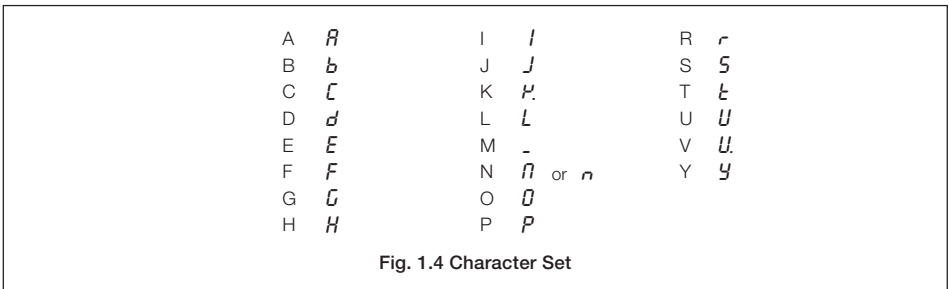 A A I I R r
B b J J S S
C C K K. L T t
D d L L U U
E E M _ V U.
F F N n or n Y y
G G O O
H H P P
Fig. 1.4 Character Set